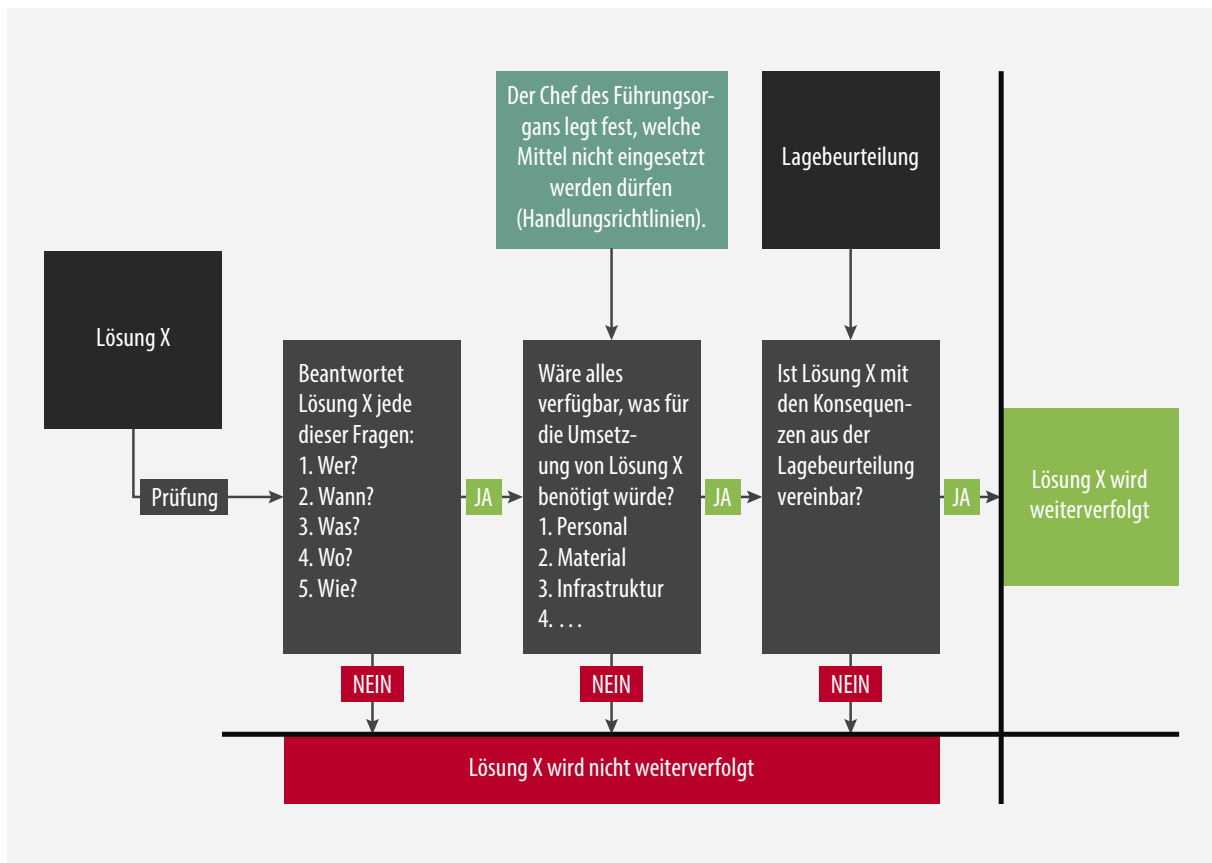 Der Chef des Führungsor-
gans legt fest, welche
Mittel nicht eingesetzt
werden dürfen
(Handlungsrichtlinien).
Lagebeurteilung
Lösung X
Prüfung
Beantwortet
Lösung X jede
dieser Fragen:
1. Wer?
2. Wann?
3. Was?
4. Wo?
5. Wie?
JA
Wäre alles
verfügbar, was für
die Umsetz-
ung von Lösung X
benötigt würde?
1. Personal
2. Material
3. Infrastruktur
4. . . .
JA
Ist Lösung X mit
den Konsequen-
zen aus der
Lagebeurteilung
vereinbar?
JA
Lösung X wird
weiterverfolgt
NEIN
NEIN
NEIN
Lösung X wird nicht weiterverfolgt